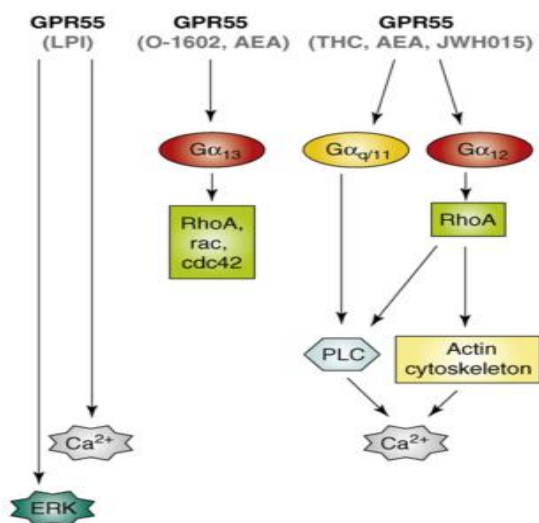 GPR55
(LPI)
GPR55
(O-1602, AEA)
GPR55
(THC, AEA, JWH015)
Gα13
Gαq/11
Gα12
RhoA,
rac,
cdc42
RhoA
PLC
Actin
cytoskeleton
Ca2+
Ca2+
ERK